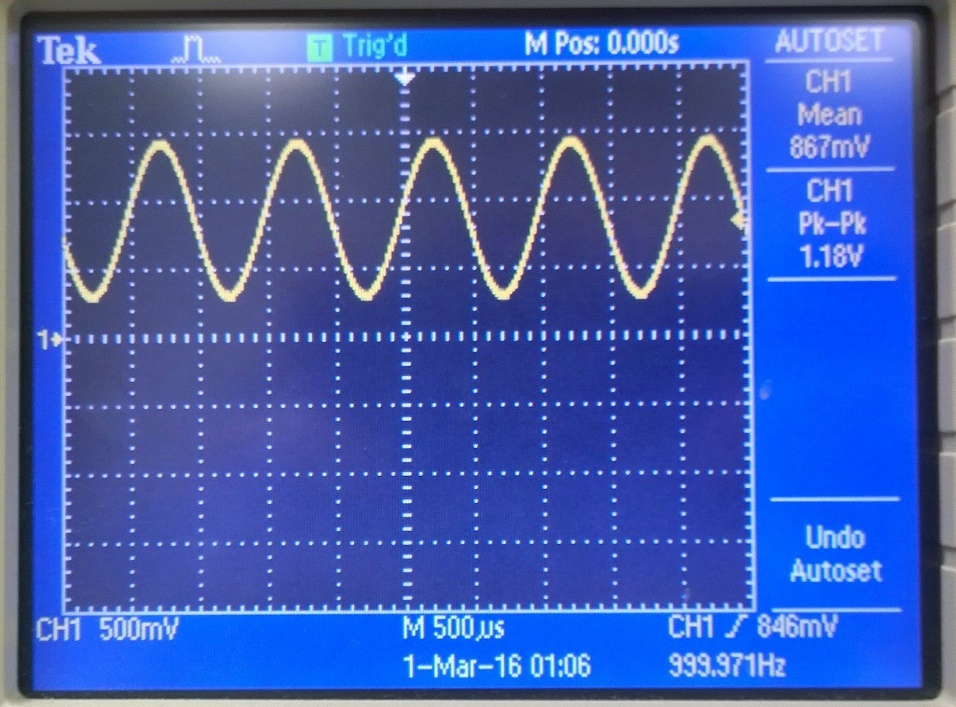 Tek T Trig'd M Pos: 0.000s AUTOSET
CH1
Mean
867mV
CH1
Pk-Pk
1.18V
1
Undo
Autoset
CH1 500mV M 500µs CH1 846mV
1-Mar-16 01:06 999.971Hz